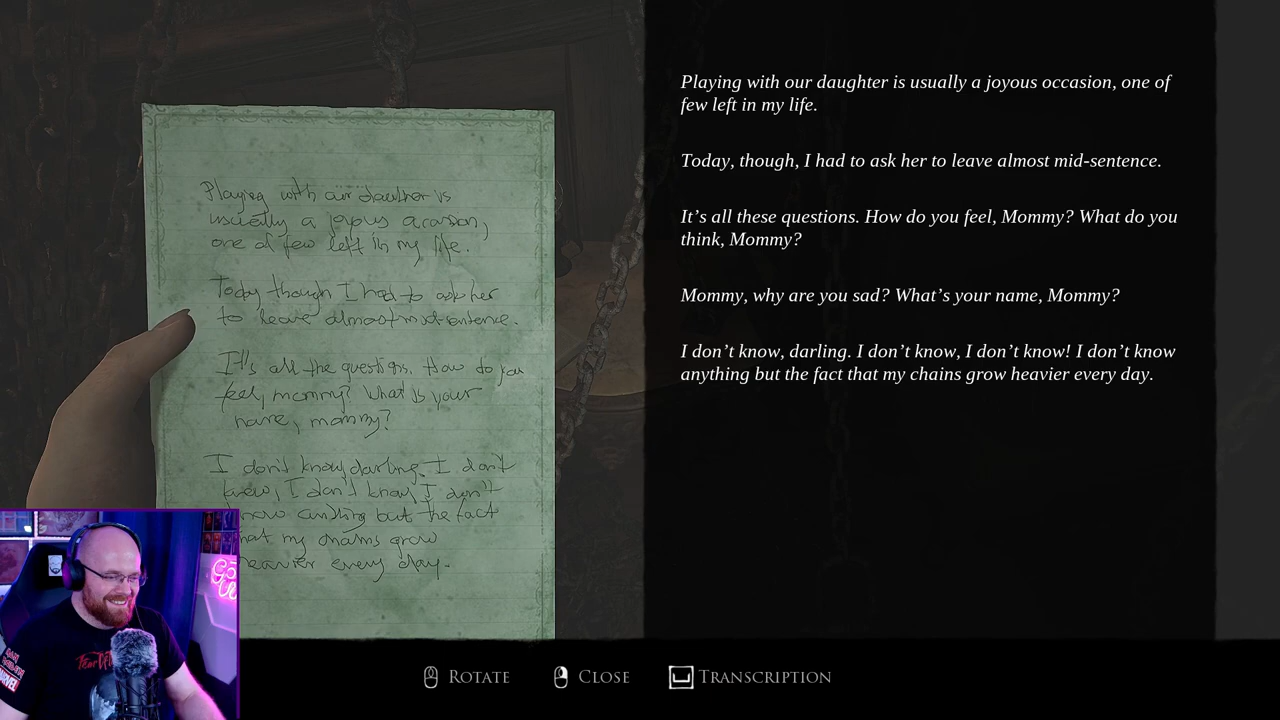 Playing with our daughter is
usually a joyous occasion,
one of few left in my life.
Today though I had to ask her
to leave almost mid-sentence.
It's all the questions. How do you
feel, mommy? What is your
name, mommy?
I don't know darling. I don't
know, I don't know, I don't
know anything but the fact
that my chains grow
heavier every day.
Playing with our daughter is usually a joyous occasion, one of
few left in my life.
Today, though, I had to ask her to leave almost mid-sentence.
It’s all these questions. How do you feel, Mommy? What do you
think, Mommy?
Mommy, why are you sad? What’s your name, Mommy?
I don’t know, darling. I don’t know, I don’t know! I don’t know
anything but the fact that my chains grow heavier every day.
ROTATE
CLOSE
TRANSCRIPTION
MARVEL